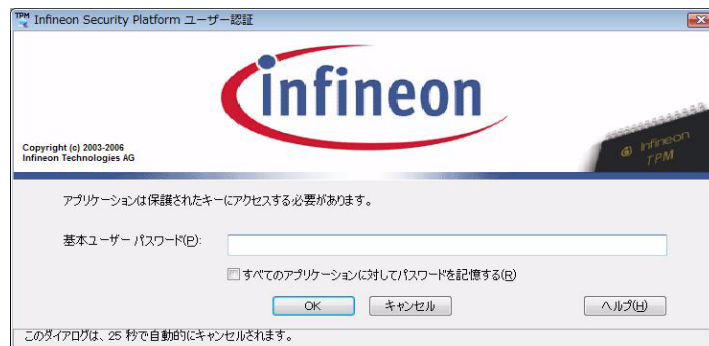 TPM
Infineon Security Platform ユーザー認証
infineon
Copyright (c) 2003-2006
Infineon Technologies AG
Infineon
TPM
アプリケーションは保護されたキーにアクセスする必要があります。
基本ユーザー パスワード(P):
すべてのアプリケーションに対してパスワードを記憶する(R)
OK キャンセル ヘルプ(H)
このダイアログは、25 秒で自動的にキャンセルされます。